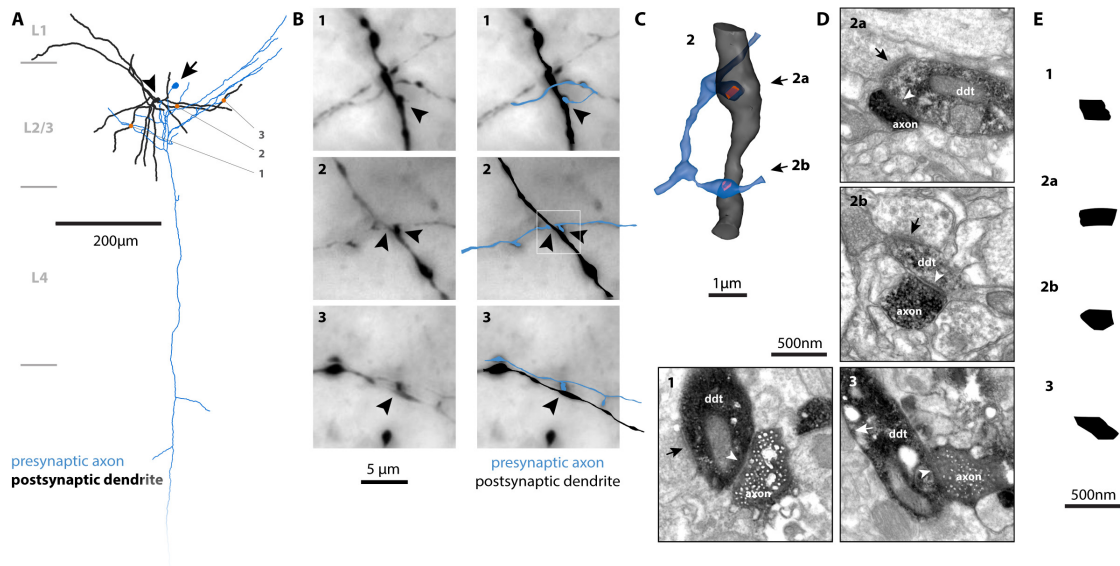 A
L1
L2/3
L4
3
2
1
200µm
presynaptic axon
postsynaptic dendrite
B
1
1
2
2
3
3
5 µm
presynaptic axon
postsynaptic dendrite
C
2
2a
2b
1µm
500nm
D
2a
ddt
axon
2b
ddt
axon
1
ddt
axon
3
ddt
axon
E
1
2a
2b
3
500nm